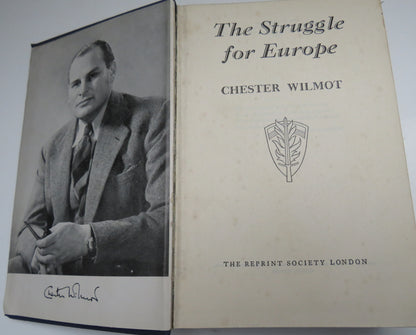 Chester Wilmot
The Struggle
for Europe
CHESTER WILMOT
THE REPRINT SOCIETY LONDON